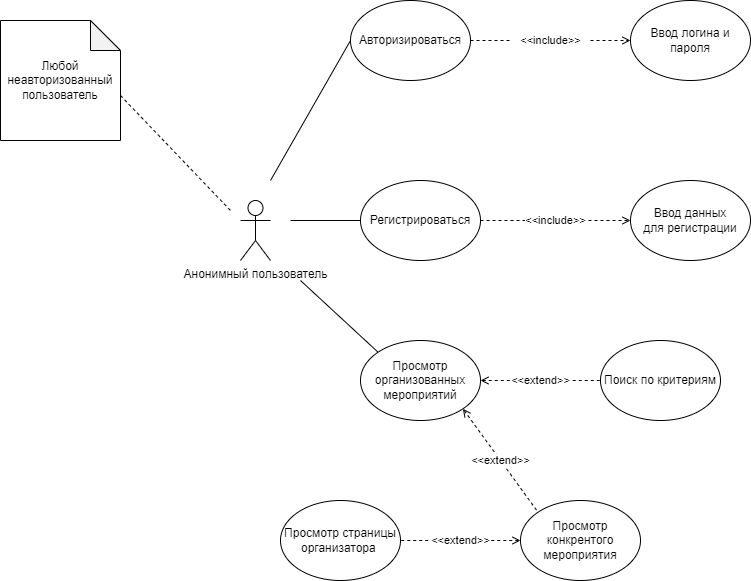 Любой
неавторизованный
пользователь
Авторизироваться
<<include>>
Ввод логина и
пароля
Регистрироваться
<<include>>
Ввод данных
для регистрации
Анонимный пользователь
Просмотр
организованных
мероприятий
<<extend>>
Поиск по критериям
<<extend>>
Просмотр страницы
организатора
<<extend>>
Просмотр
конкрентого
мероприятия